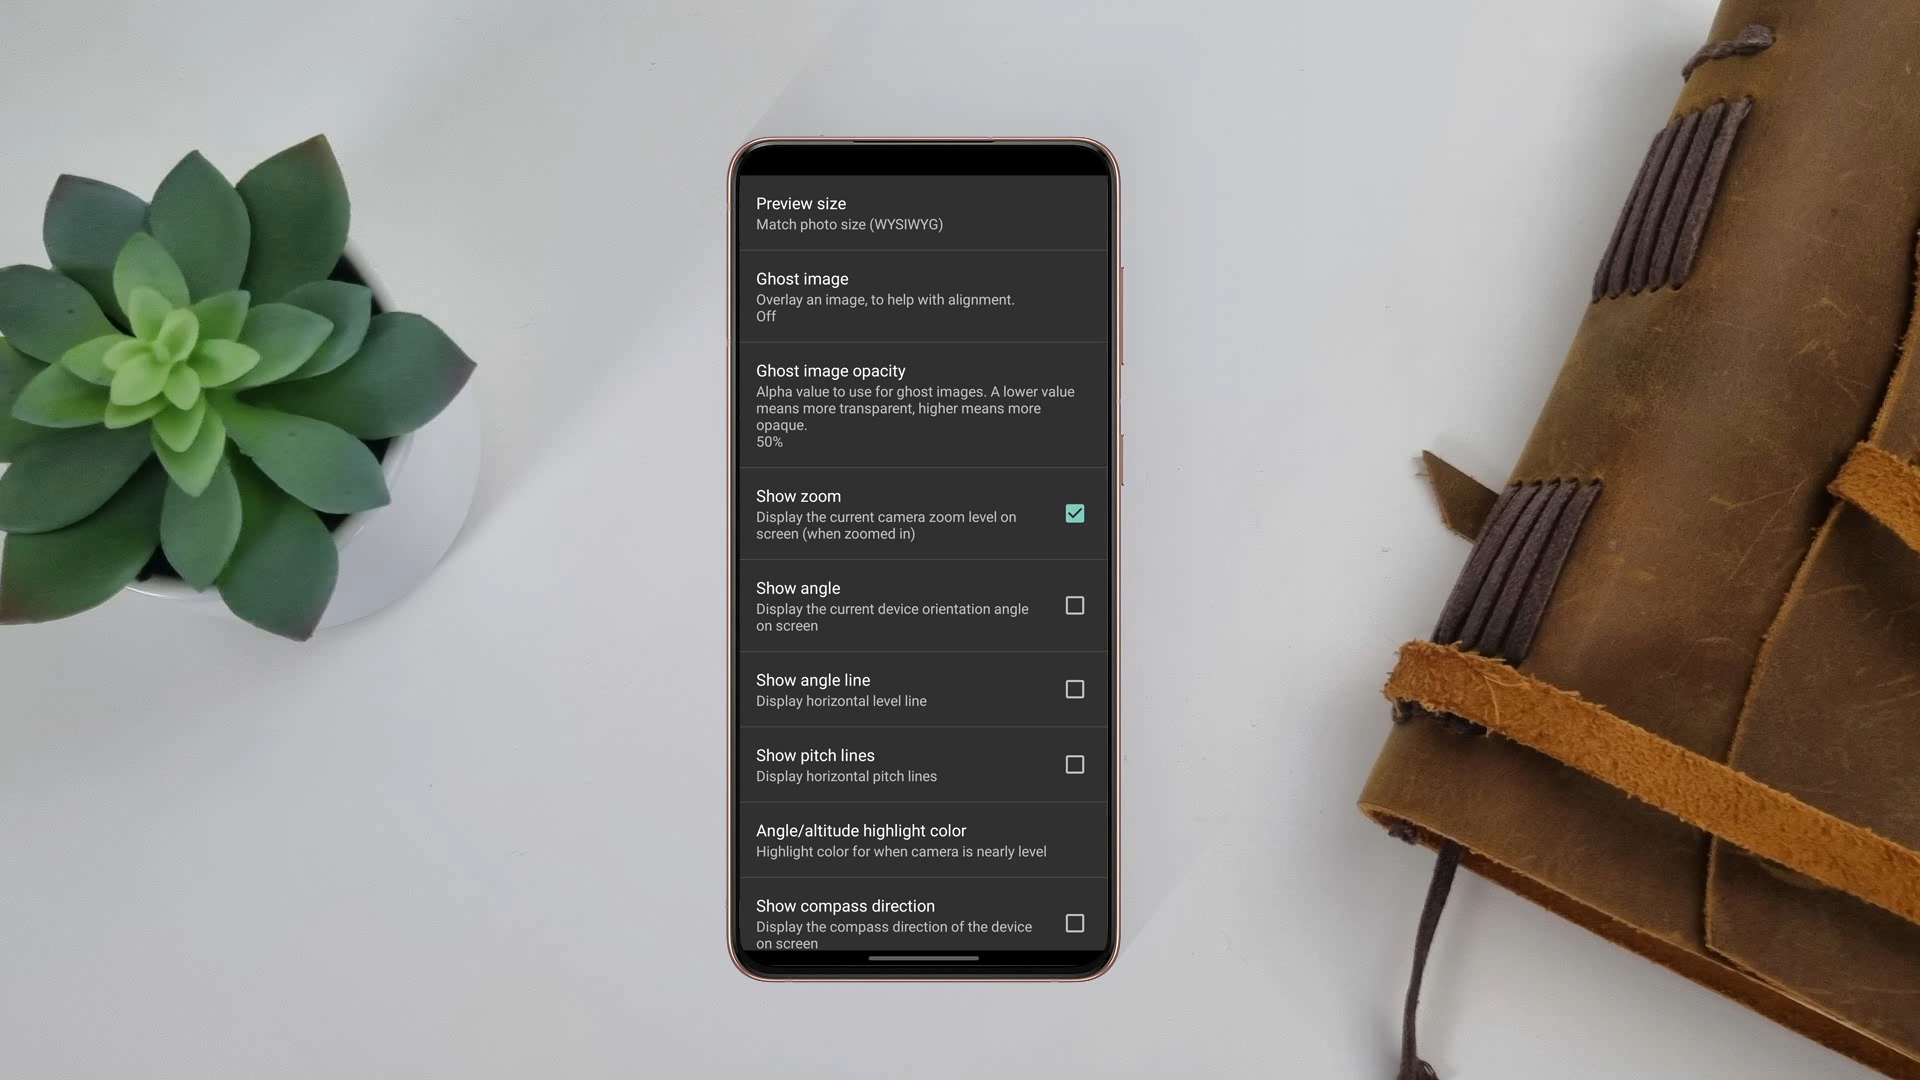 Preview size
Match photo size (WYSIWYG)
Ghost image
Overlay an image, to help with alignment.
Off
Ghost image opacity
Alpha value to use for ghost images. A lower value
means more transparent, higher means more
opaque.
50%
Show zoom
Display the current camera zoom level on
screen (when zoomed in)
Show angle
Display the current device orientation angle
on screen
Show angle line
Display horizontal level line
Show pitch lines
Display horizontal pitch lines
Angle/altitude highlight color
Highlight color for when camera is nearly level
Show compass direction
Display the compass direction of the device
on screen